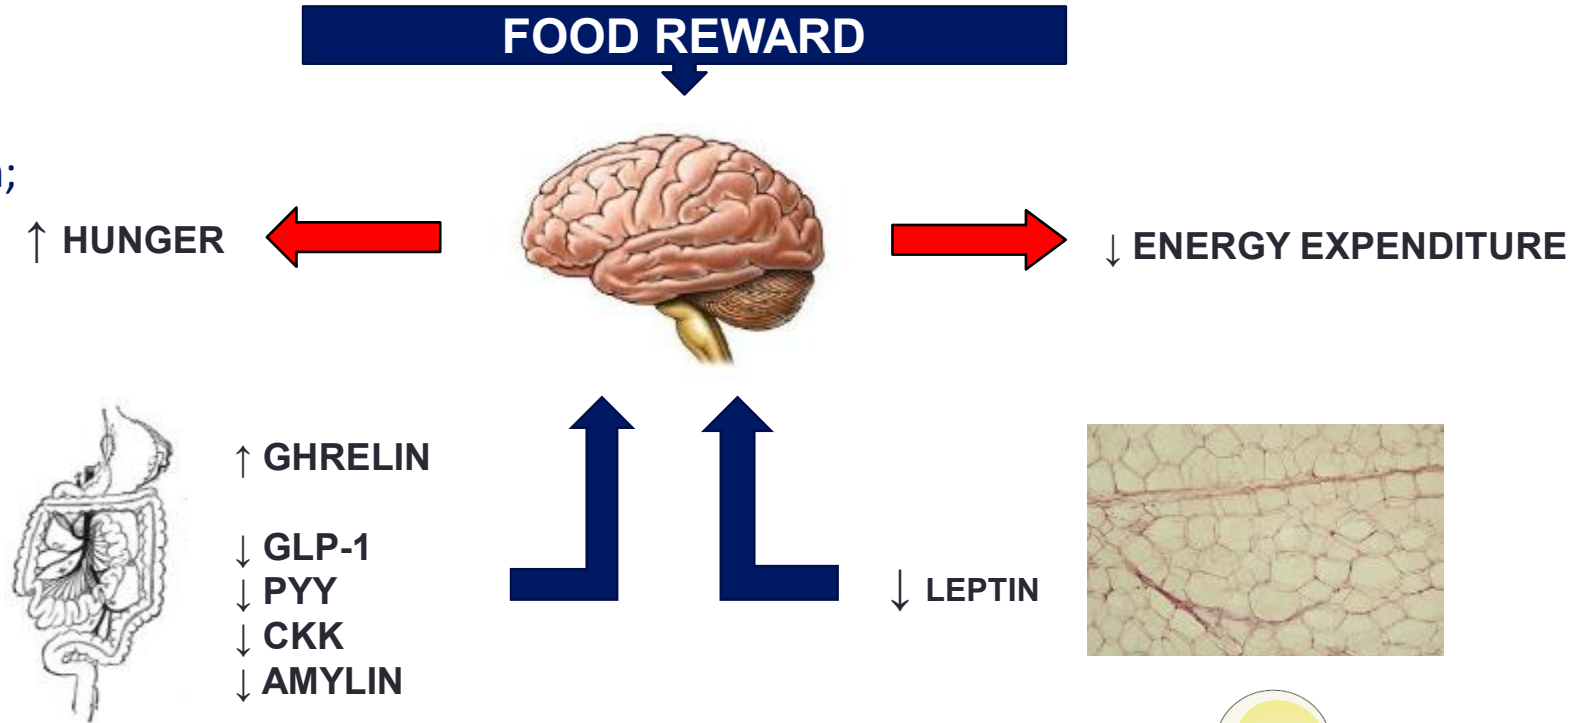 FOOD REWARD
↑ HUNGER
↓ ENERGY EXPENDITURE
↑ GHRELIN
↓ GLP-1
↓ PYY
↓ CKK
↓ AMYLIN
↓ LEPTIN